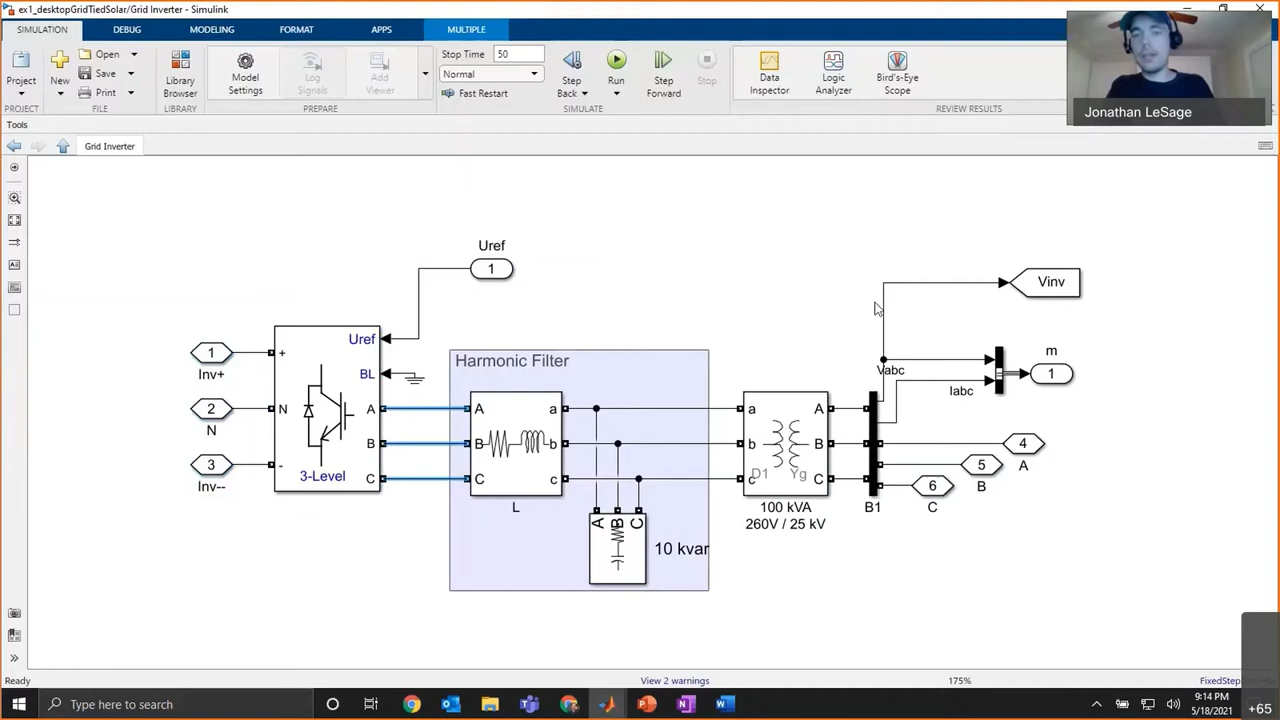 ex1_desktopGridTiedSolar/Grid Inverter - Simulink
SIMULATION
DEBUG
MODELING
FORMAT
APPS
MULTIPLE
Project
New
Open
Save
Print
Library
Browser
Model
Settings
Log
Signals
Add
Viewer
Stop Time 50
Normal
Fast Restart
Step
Back
Run
Step
Forward
Stop
Data
Inspector
Logic
Analyzer
Bird's-Eye
Scope
PROJECT
FILE
LIBRARY
PREPARE
SIMULATE
REVIEW RESULTS
Jonathan LeSage
Tools
Grid Inverter
Uref
1
Vinv
1
Inv+
2
N
3
Inv--
+
N
-
Uref
BL
A
B
C
3-Level
Harmonic Filter
A
B
C
a
b
c
L
A
B
C
10 kvar
a
b
c
D1
Yg
A
B
C
100 kVA
260V / 25 kV
B1
Vabc
Iabc
m
1
4
A
5
B
6
C
Ready
View 2 warnings
175%
Type here to search
9:14 PM
5/18/2021
+65